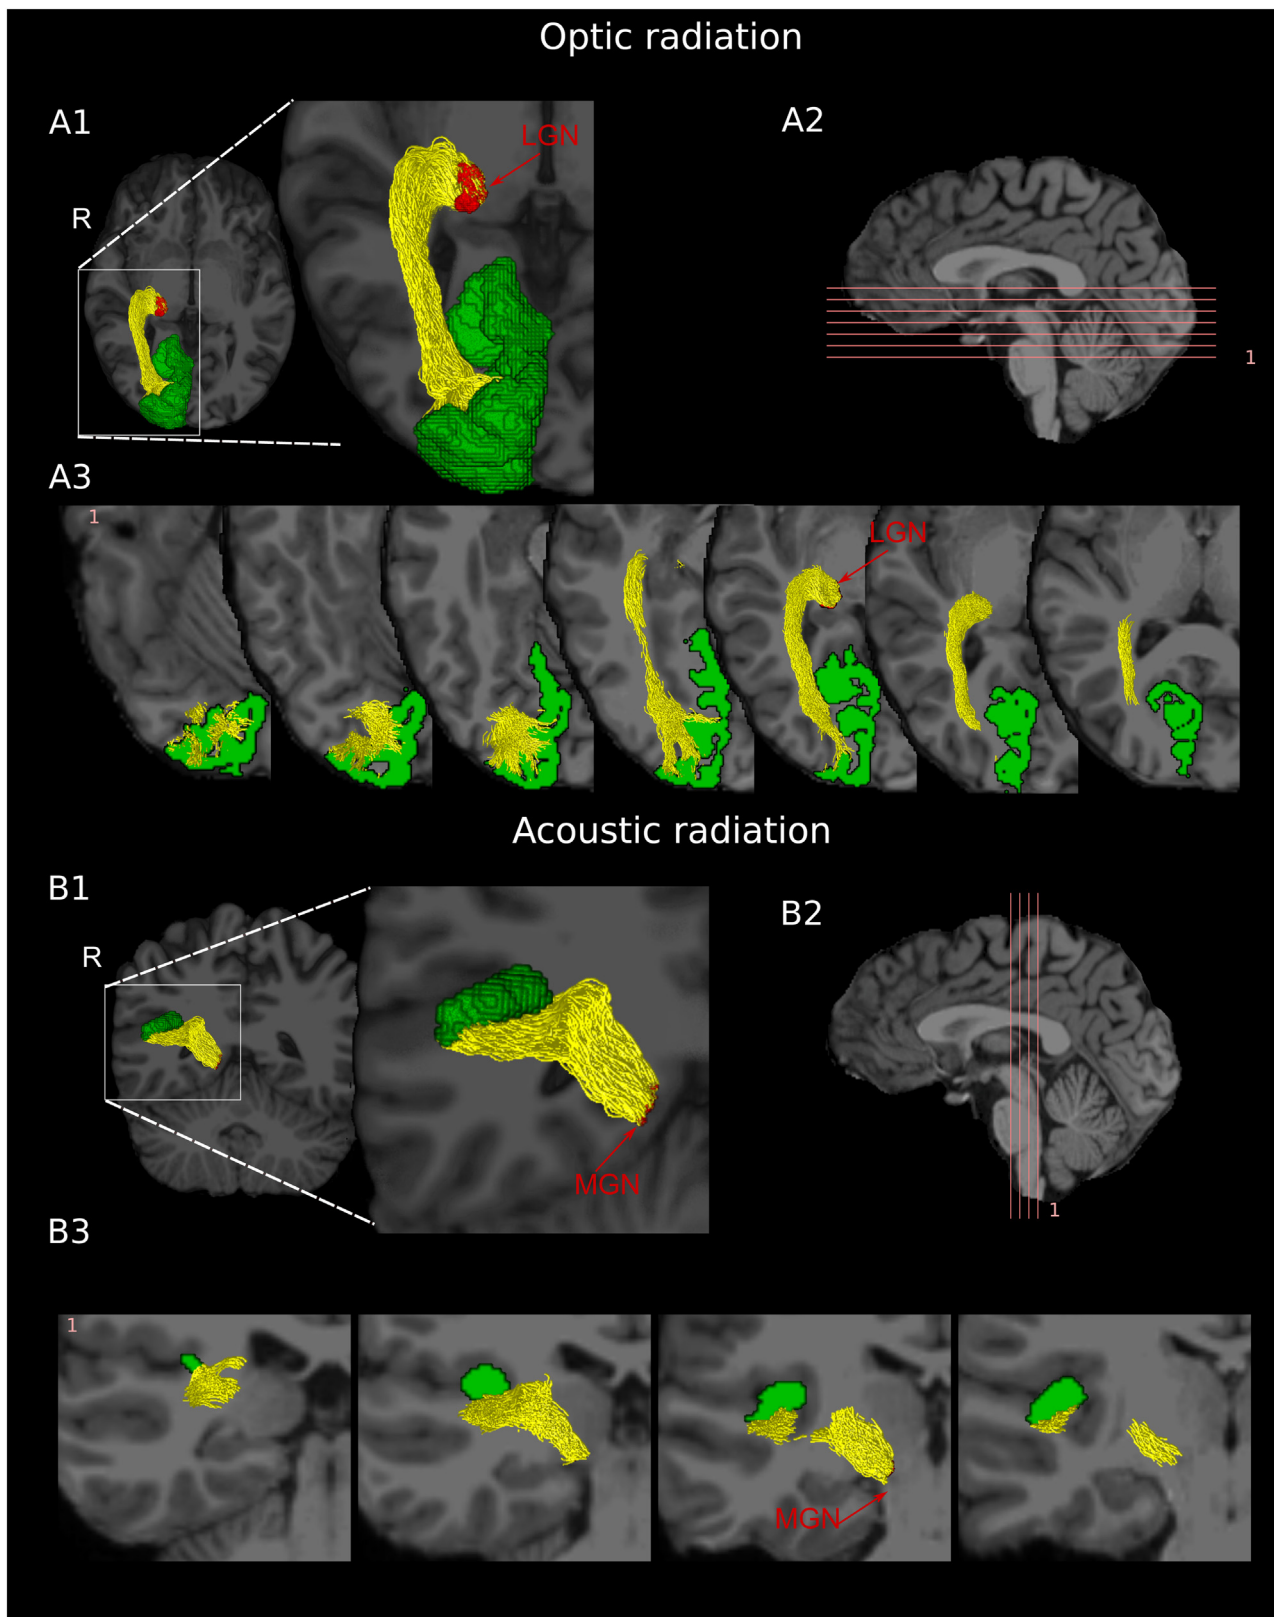 Optic radiation
A1
LGN
R
A2
1
A3
1
LGN
Acoustic radiation
B1
R
MGN
B2
1
B3
1
MGN